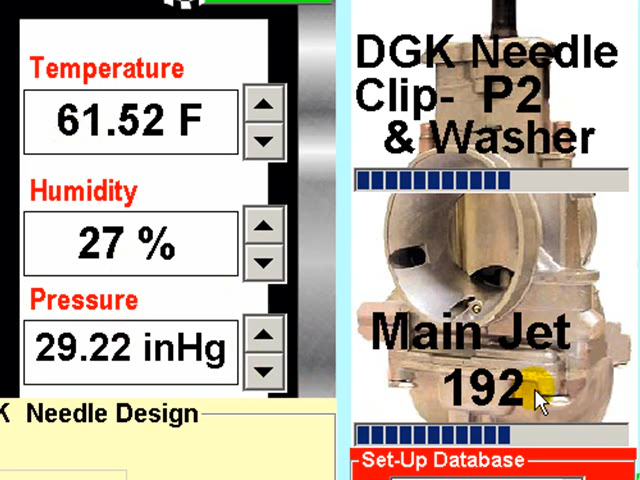 Temperature
61.52 F
Humidity
27 %
Pressure
29.22 inHg
K Needle Design
DGK Needle
Clip- P2
& Washer
Main Jet
192
Set-Up Database